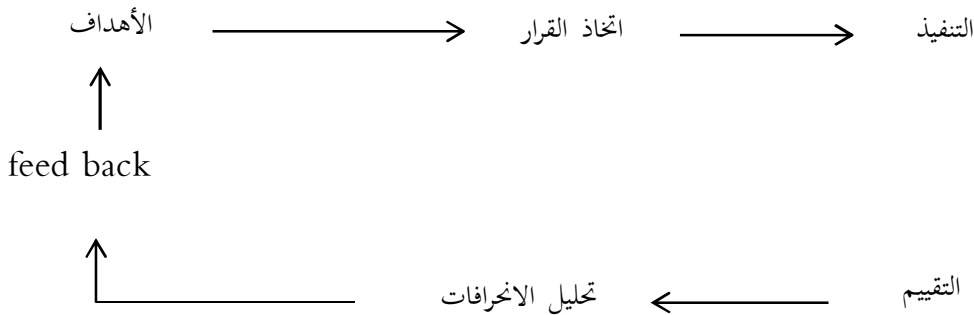 الأهداف
اتخاذ القرار
التنفيذ
feed back
تحليل الانحرافات
التقييم